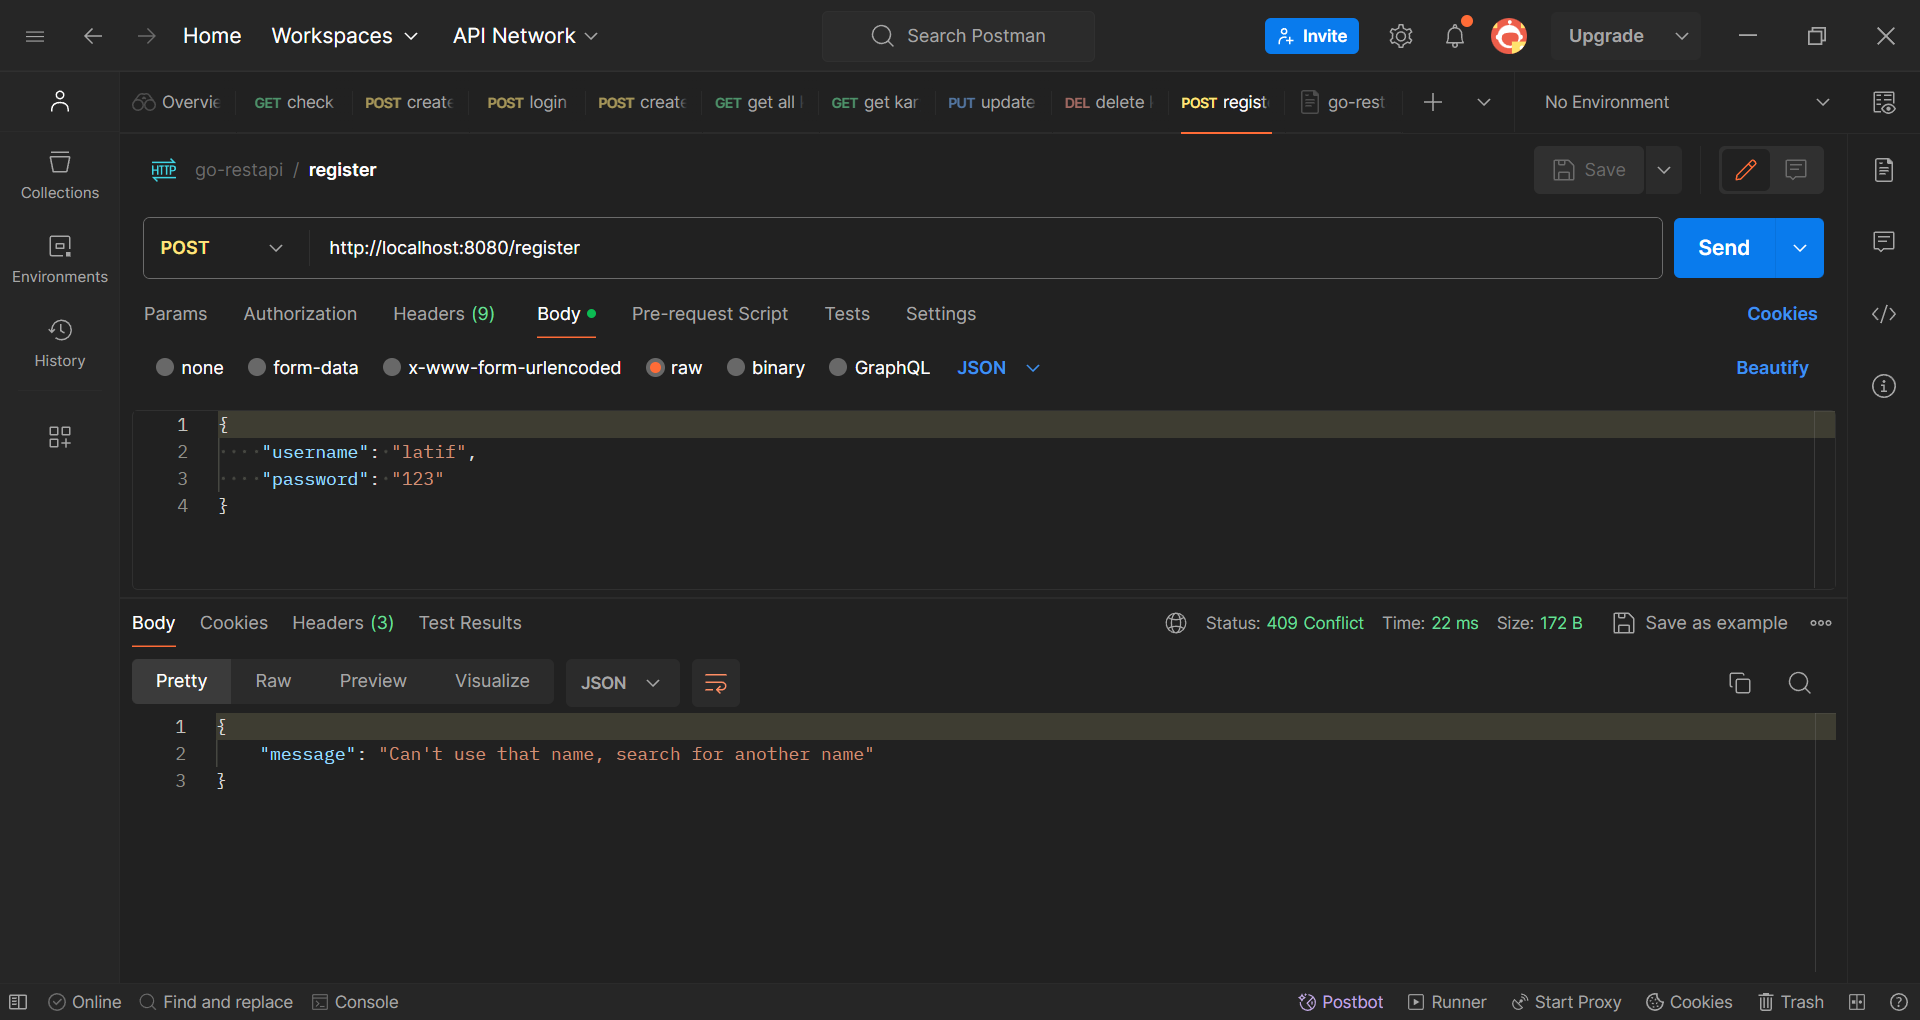 Home Workspaces API Network Search Postman Invite Upgrade
Overvie GET check POST create POST login POST create GET get all GET get kar PUT update DEL delete POST regist go-rest No Environment
Collections
Environments
History
HTTP go-restapi / register Save
POST http://localhost:8080/register Send
Params Authorization Headers (9) Body Pre-request Script Tests Settings Cookies
none form-data x-www-form-urlencoded raw binary GraphQL JSON Beautify
1 {
2 "username": "latif",
3 "password": "123"
4 }
Body Cookies Headers (3) Test Results Status: 409 Conflict Time: 22 ms Size: 172 B Save as example
Pretty Raw Preview Visualize JSON
1 {
2 "message": "Can't use that name, search for another name"
3 }
Online Find and replace Console Postbot Runner Start Proxy Cookies Trash